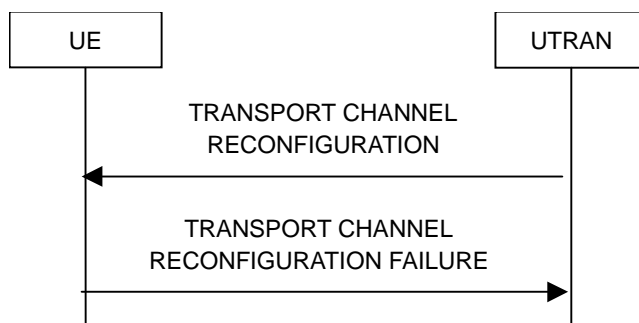 UE
UTRAN
TRANSPORT CHANNEL
RECONFIGURATION
TRANSPORT CHANNEL
RECONFIGURATION FAILURE